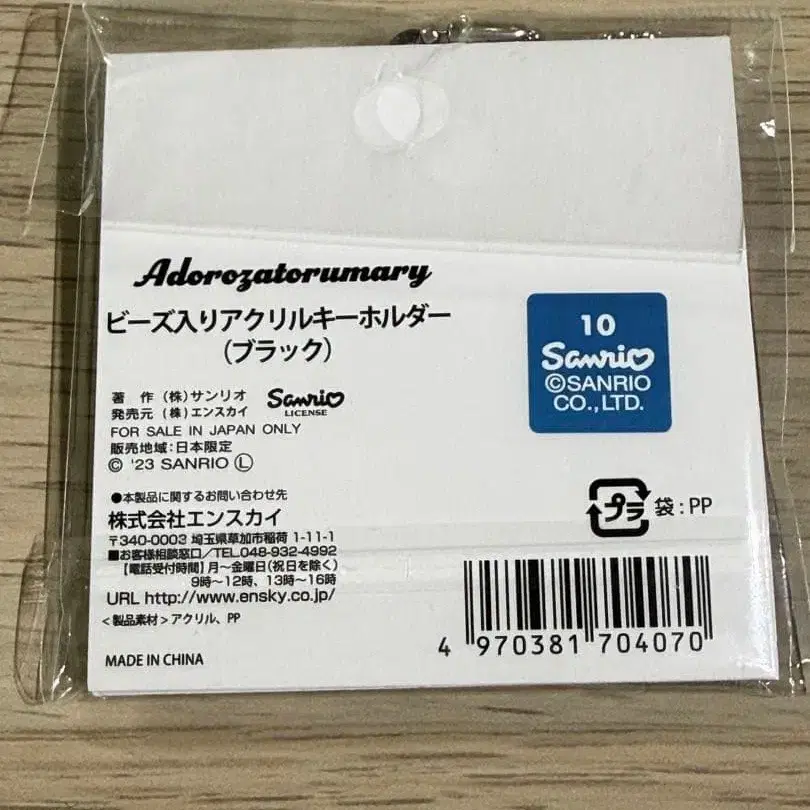 Adorozatorumary
ビーズ入りアクリルキーホルダー
(ブラック)
10
Sanrio
©SANRIO
CO.,LTD.
著 作 (株)サンリオ
発売元 (株)エンスカイ
Sanrio
LICENSE
FOR SALE IN JAPAN ONLY
販売地域:日本限定
© '23 SANRIO Ⓛ
●本製品に関するお問い合わせ先
株式会社エンスカイ
〒340-0003 埼玉県草加市稲荷 1-11-1
■お客様相談窓口/TEL.048-932-4992
【電話受付時間】月~金曜日(祝日を除く)
9時~12時、13時~16時
URL http://www.ensky.co.jp/
<製品素材>アクリル、PP
MADE IN CHINA
プラ 袋:PP
4 970381 704070